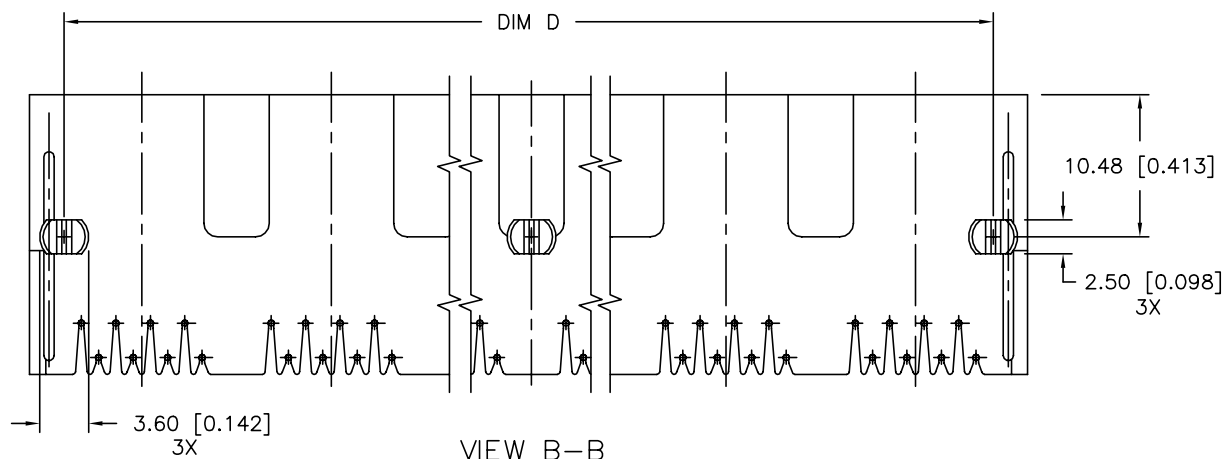 DIM D
10.48 [0.413]
2.50 [0.098]
3X
3.60 [0.142]
3X
VIEW B-B